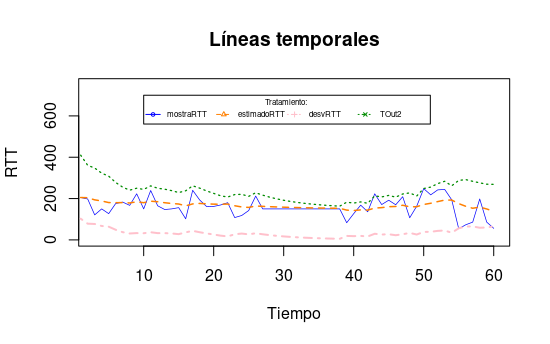 Líneas temporales
Tratamiento:
mostraRTT estimadoRTT desvRTT TOut2
RTT
600
400
200
0
10 20 30 40 50 60
Tiempo